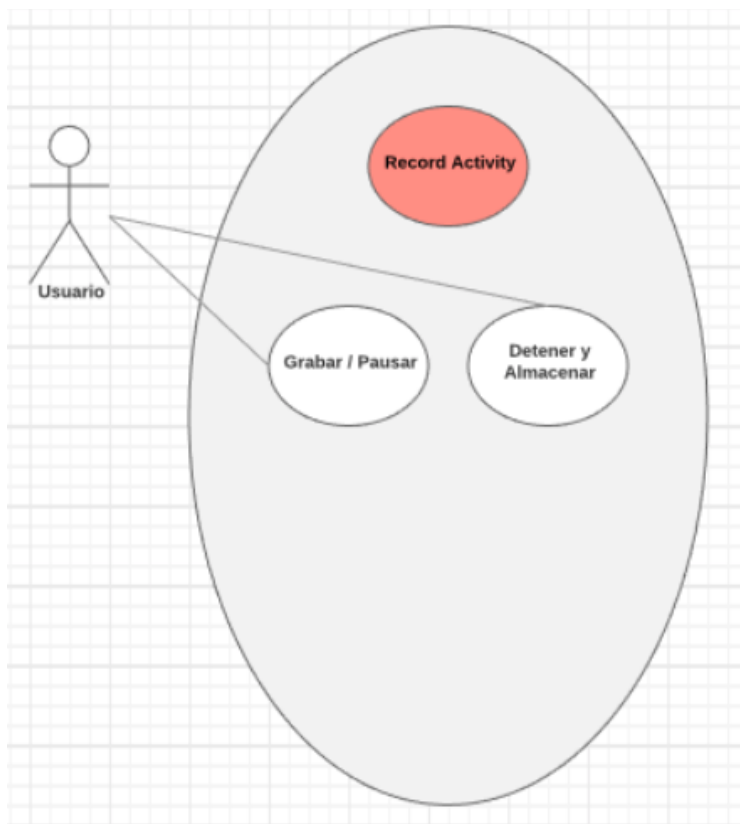 Record Activity
Usuario
Grabar / Pausar
Detener y
Almacenar